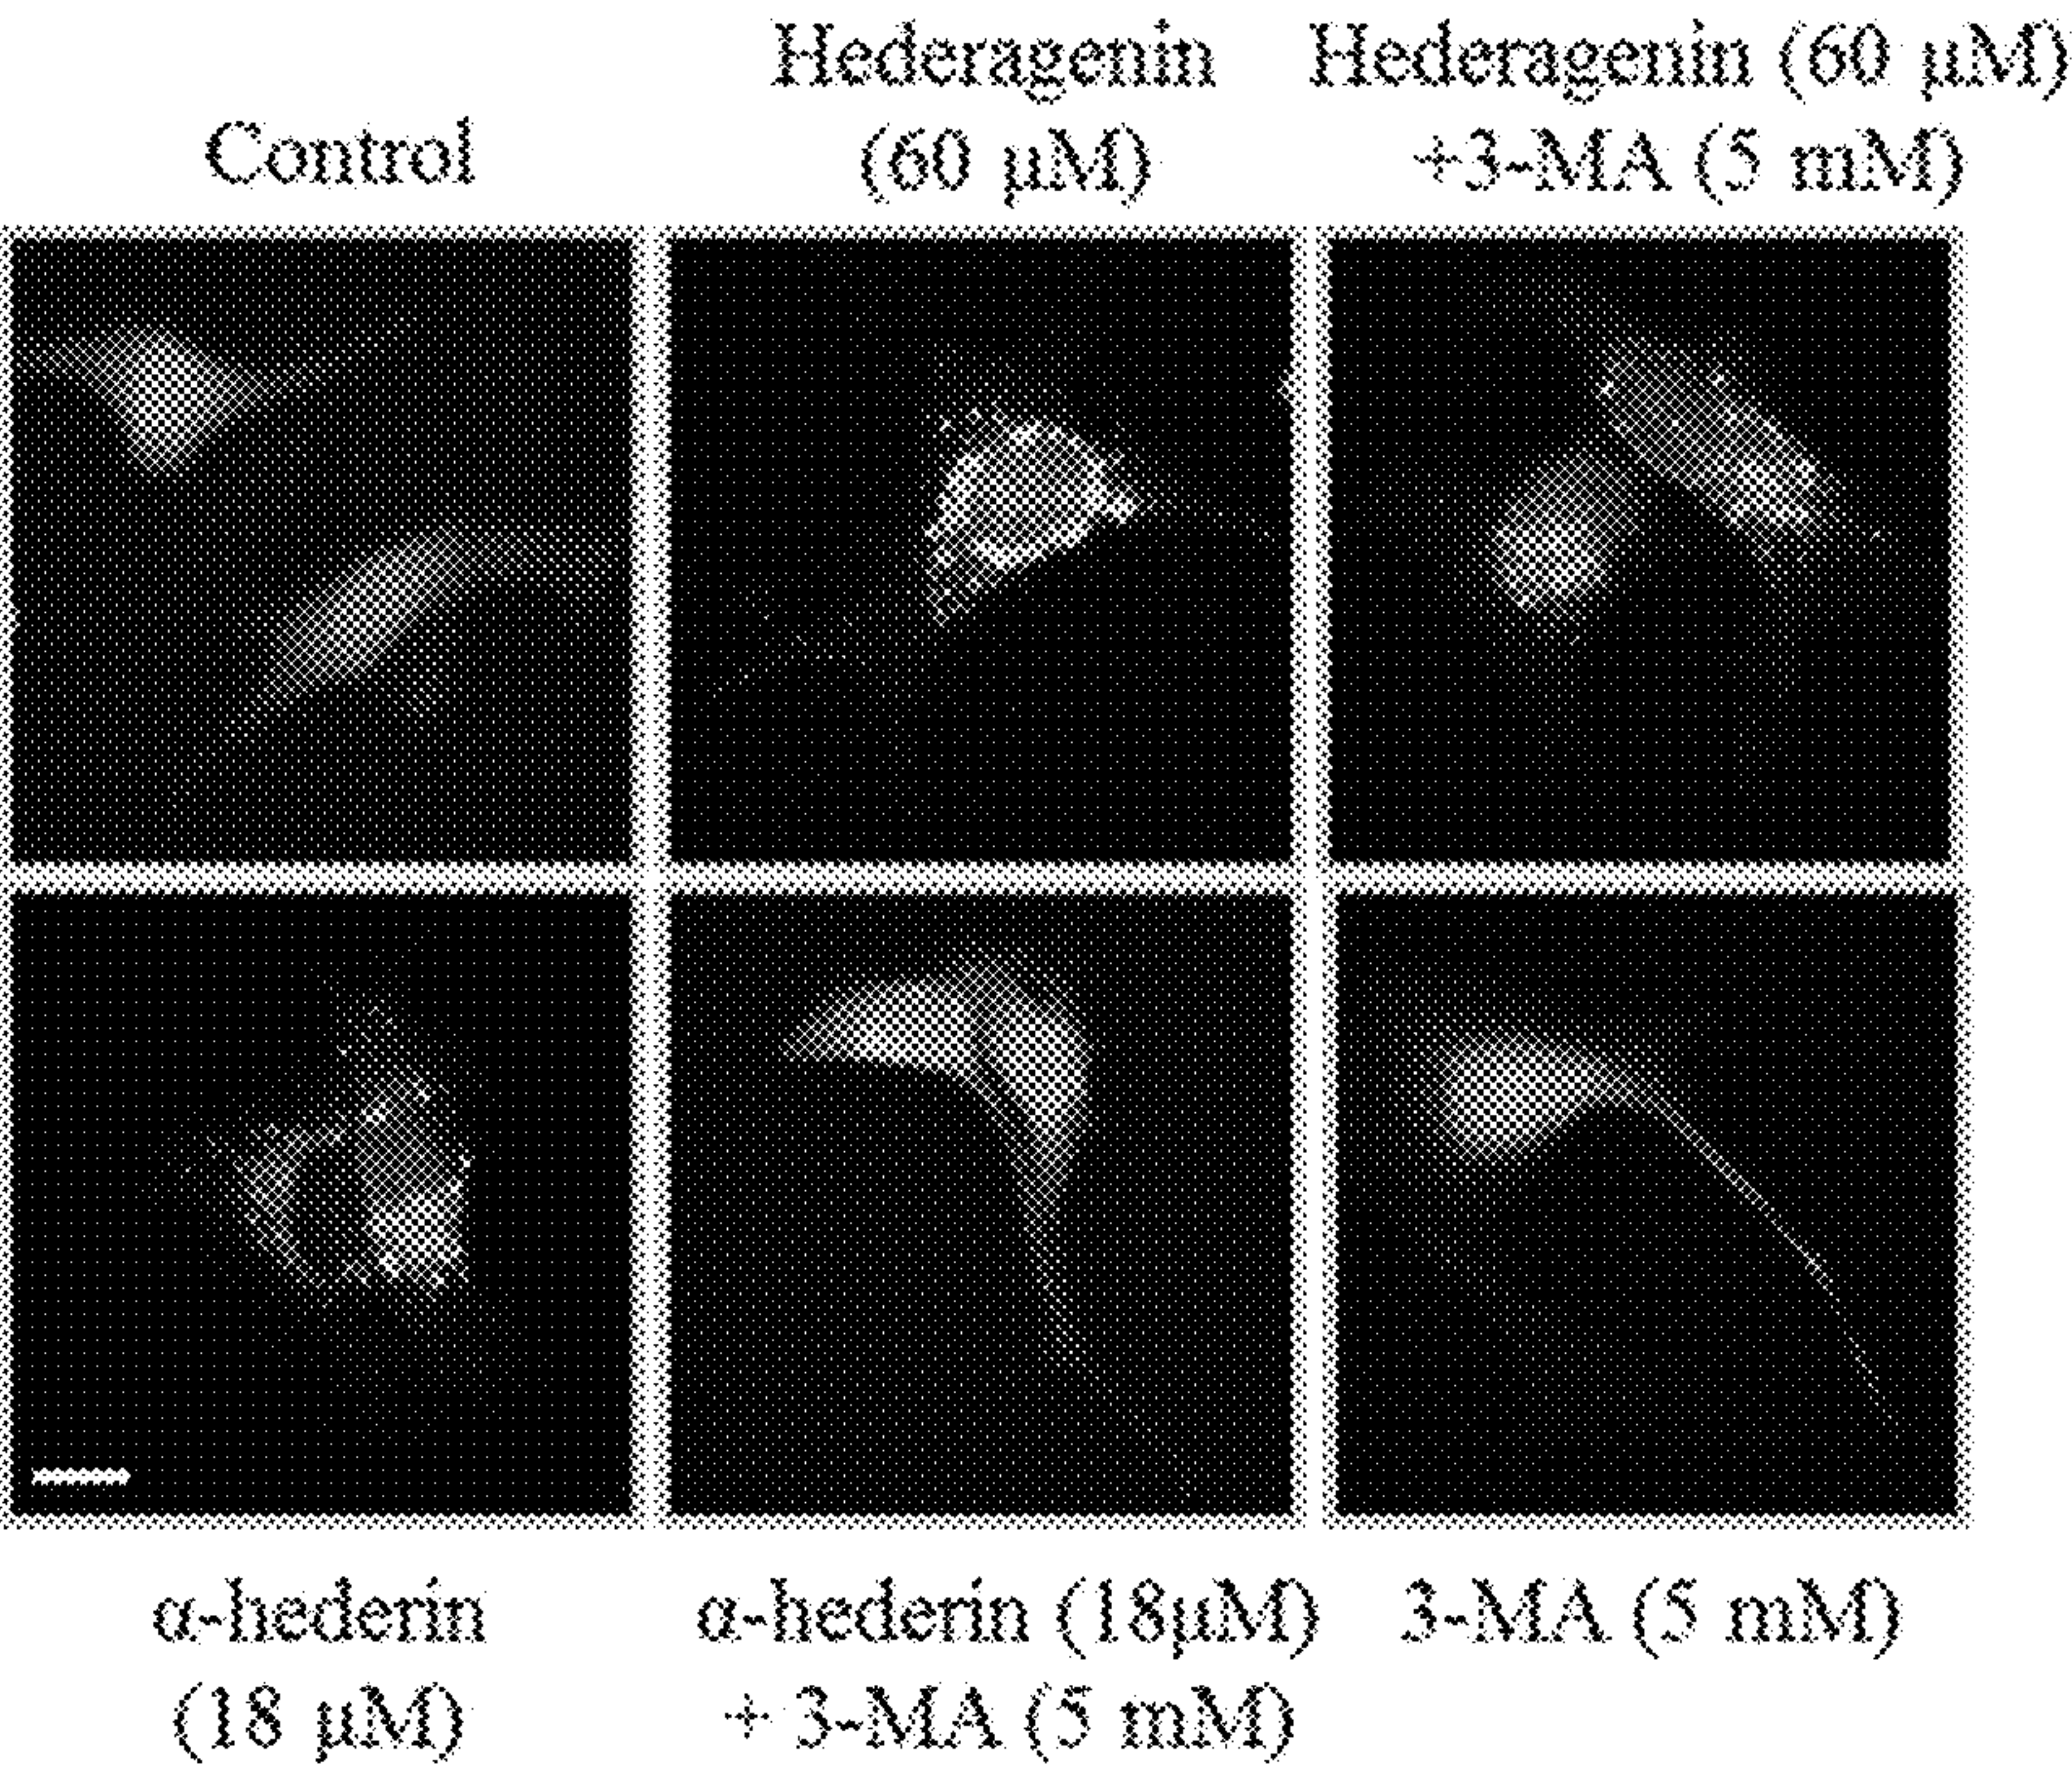 Control
Hederagenin
(60 µM)
Hederagenin (60 µM)
+3-MA (5 mM)
α-hederin
(18 µM)
α-hederin (18µM)
+ 3-MA (5 mM)
3-MA (5 mM)